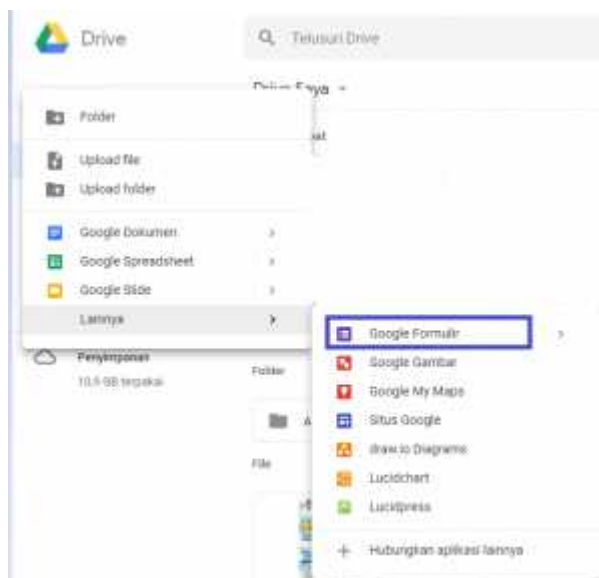 Drive
Telusuri Drive
Drive Saya
Folder
Upload file
Upload folder
Google Dokumen
Google Spreadsheet
Google Slide
Lainnya
Google Formulir
Google Gambar
Google My Maps
Situs Google
draw.io Diagrams
Lucidchart
Lucidpress
Hubungkan aplikasi lainnya
Penyimpanan
10,9 GB terpakai
Folder
A
File